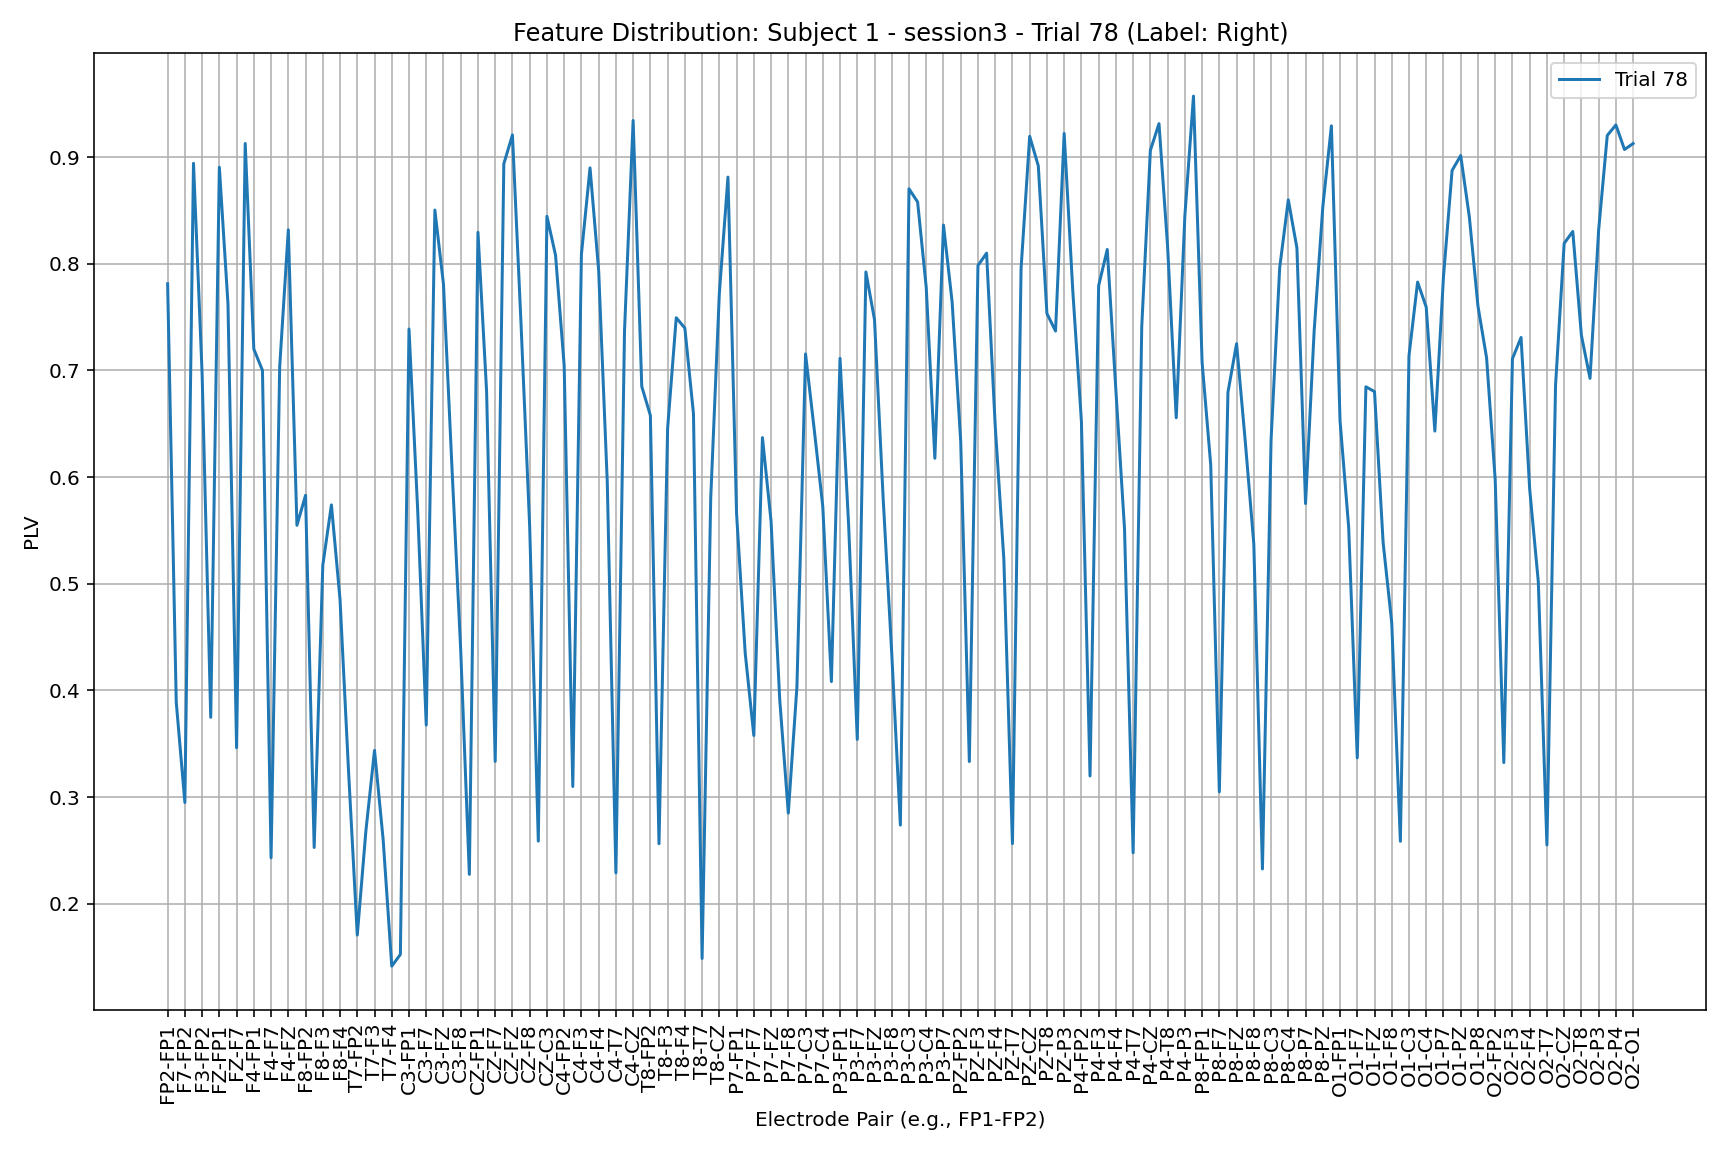 Feature Distribution: Subject 1 - session3 - Trial 78 (Label: Right)
Trial 78
PLV
0.9
0.8
0.7
0.6
0.5
0.4
0.3
0.2
FP2-FP1
F7-FP2
F3-FP2
FZ-FP1
FZ-F7
F4-FP1
F4-F7
F4-FZ
F8-FP2
F8-F3
F8-F4
T7-FP2
T7-F3
T7-F4
C3-FP1
C3-F7
C3-FZ
C3-F8
CZ-FP1
CZ-F7
CZ-FZ
CZ-F8
CZ-C3
C4-FP2
C4-F3
C4-F4
C4-T7
C4-CZ
T8-FP2
T8-F3
T8-F4
T8-T7
T8-CZ
P7-FP1
P7-F7
P7-FZ
P7-F8
P7-C3
P7-C4
P3-FP1
P3-F7
P3-FZ
P3-F8
P3-C3
P3-C4
P3-P7
PZ-FP2
PZ-F3
PZ-F4
PZ-T7
PZ-CZ
PZ-T8
PZ-P3
P4-FP2
P4-F3
P4-F4
P4-T7
P4-CZ
P4-T8
P4-P3
P8-FP1
P8-F7
P8-FZ
P8-F8
P8-C3
P8-C4
P8-P7
P8-PZ
O1-FP1
O1-F7
O1-FZ
O1-F8
O1-C3
O1-C4
O1-P7
O1-PZ
O1-P8
O2-FP2
O2-F3
O2-F4
O2-T7
O2-CZ
O2-T8
O2-P3
O2-P4
O2-O1
Electrode Pair (e.g., FP1-FP2)